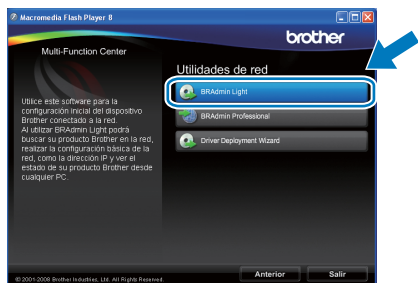 Macromedia Flash Player 8
brother
Multi-Function Center
Utilidades de red
BRAdmin Light
BRAdmin Professional
Driver Deployment Wizard
Utilice este software para la
configuración inicial del dispositivo
Brother conectado a la red.
Al utilizar BRAdmin Light podrá
buscar su producto Brother en la red,
realizar la configuración básica de la
red, como la dirección IP y ver el
estado de su producto Brother desde
cualquier PC.
Anterior
Salir
© 2001-2008 Brother Industries, Ltd. All Rights Reserved.